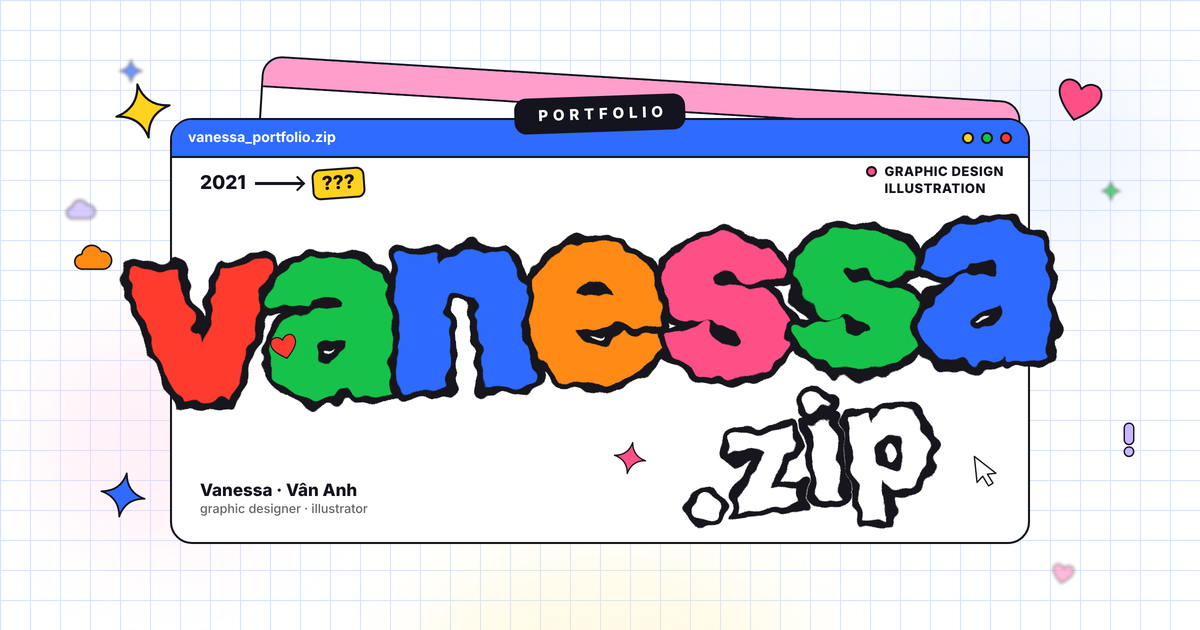 PORTFOLIO
vanessa_portfolio.zip
2021 ???
GRAPHIC DESIGN
ILLUSTRATION
vanessa
.zip
Vanessa · Vân Anh
graphic designer · illustrator